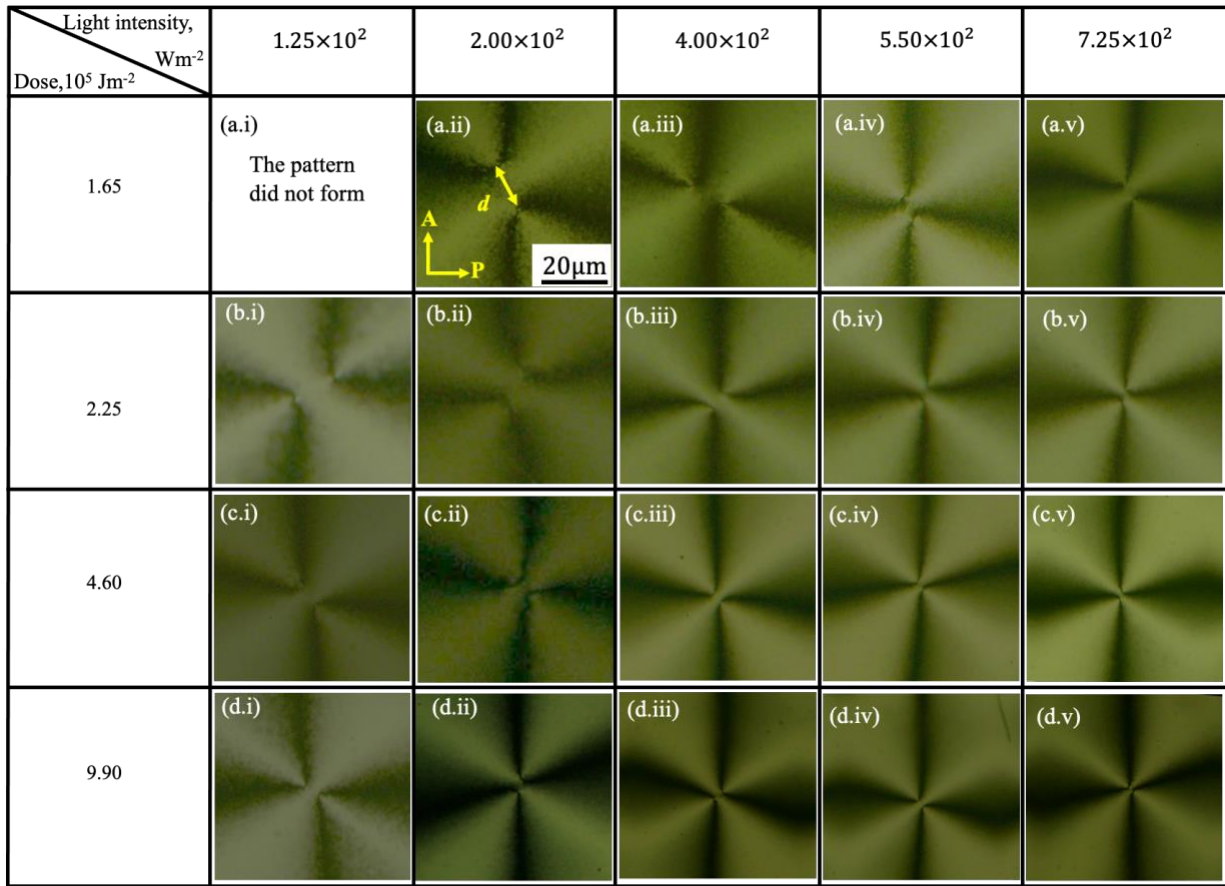 Light intensity,
Wm⁻²
Dose,10⁵ Jm⁻²
1.25×10²
2.00×10²
4.00×10²
5.50×10²
7.25×10²
1.65
(a.i)
The pattern
did not form
(a.ii)
d
A
P
20μm
(a.iii)
(a.iv)
(a.v)
2.25
(b.i)
(b.ii)
(b.iii)
(b.iv)
(b.v)
4.60
(c.i)
(c.ii)
(c.iii)
(c.iv)
(c.v)
9.90
(d.i)
(d.ii)
(d.iii)
(d.iv)
(d.v)